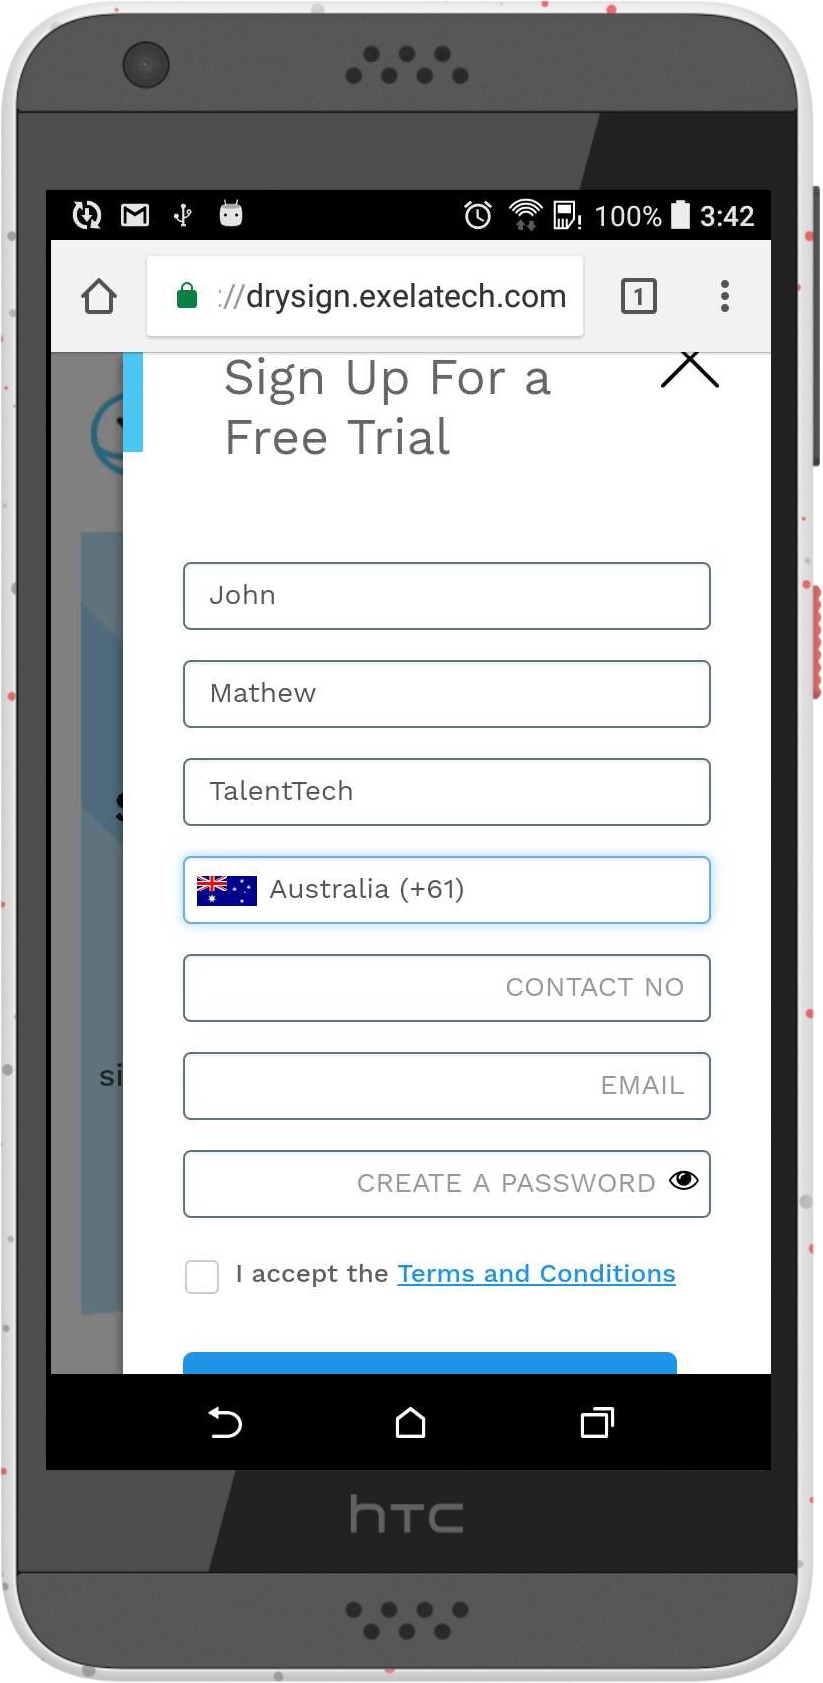 100% 3:42
://drysign.exelatech.com 1
Sign Up For a
Free Trial
John
Mathew
TalentTech
Australia (+61)
CONTACT NO
EMAIL
si
CREATE A PASSWORD
I accept the Terms and Conditions
hTC